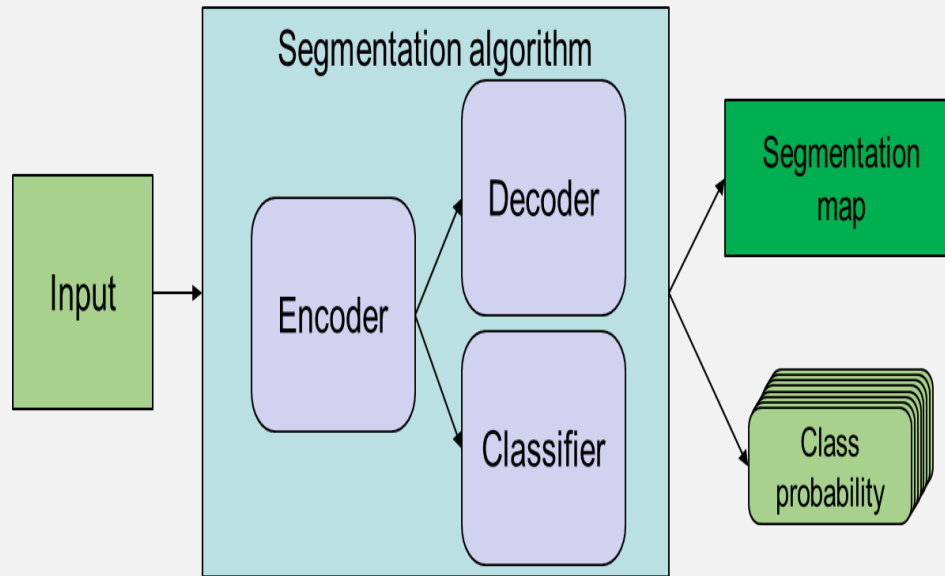 Segmentation algorithm
Input
Encoder
Decoder
Classifier
Segmentation
map
Class
probability